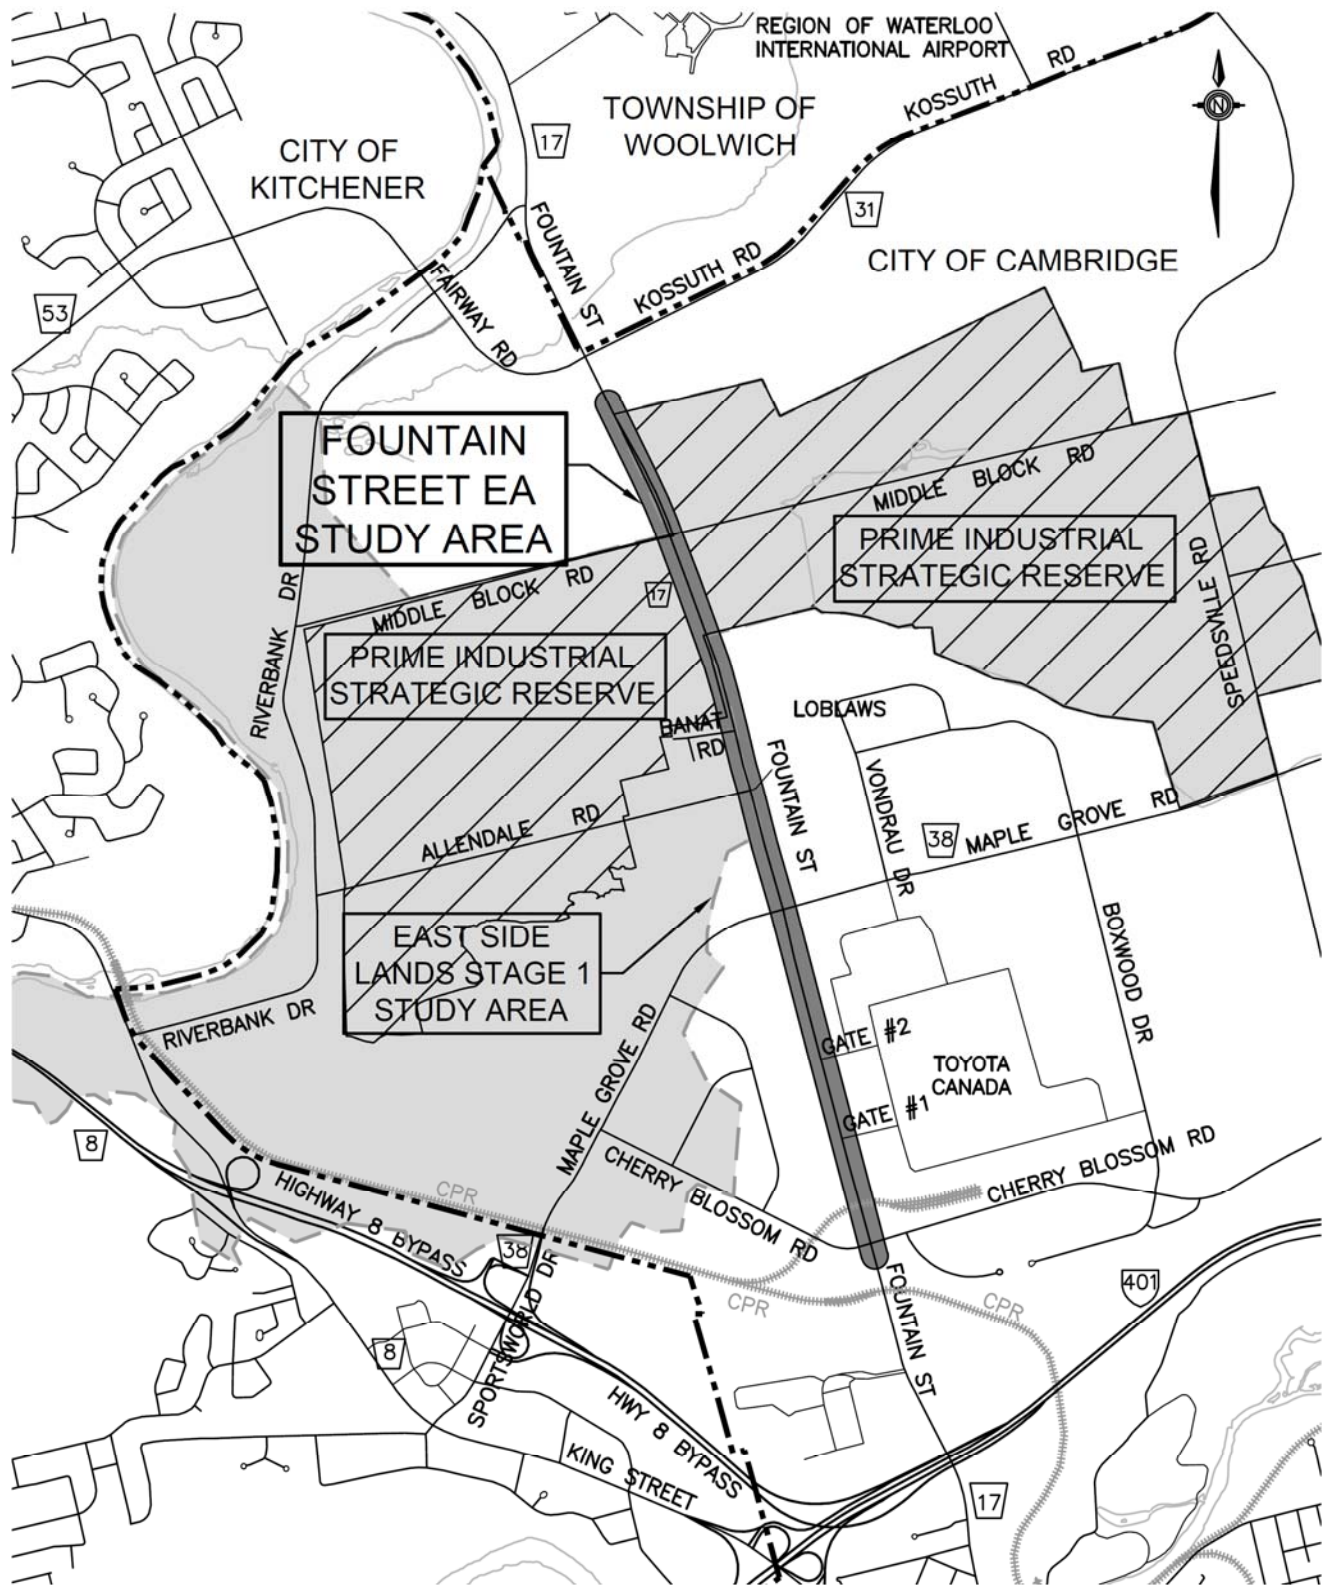 REGION OF WATERLOO
INTERNATIONAL AIRPORT
KOSSUTH RD
TOWNSHIP OF
WOOLWICH
N
17
CITY OF
KITCHENER
31
FOUNTAIN ST
KOSSUTH RD
CITY OF CAMBRIDGE
FAIRWAY RD
53
FOUNTAIN
STREET EA
STUDY AREA
MIDDLE BLOCK RD
PRIME INDUSTRIAL
STRATEGIC RESERVE
SPEEDSVILLE RD
RIVERBANK DR
MIDDLE BLOCK RD
17
PRIME INDUSTRIAL
STRATEGIC RESERVE
BANAT
RD
LOBLAWS
FOUNTAIN ST
VONDRAU DR
ALLENDALE RD
38
MAPLE GROVE RD
EAST SIDE
LANDS STAGE 1
STUDY AREA
BOXWOOD DR
RIVERBANK DR
MAPLE GROVE RD
GATE #2
TOYOTA
CANADA
GATE #1
8
CHERRY BLOSSOM RD
CHERRY BLOSSOM RD
HIGHWAY 8 BYPASS
CPR
38
SPORTSWORLD DR
CPR
FOUNTAIN ST
CPR
401
8
HWY 8 BYPASS
KING STREET
17